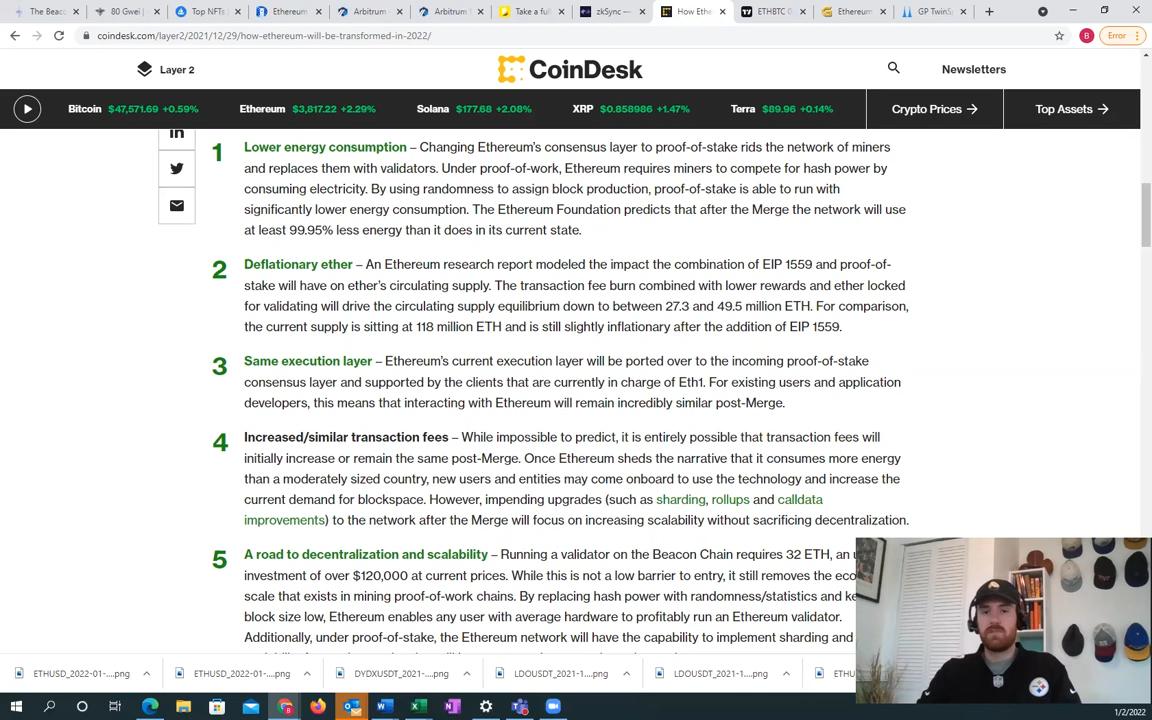 The Beac
80 Gwei |
Top NFTs |
Ethereum
Arbitrum
Arbitrum
Take a full
zkSync —
How Ethe
ETHBTC 0
Ethereum
GP TwinS
coindesk.com/layer2/2021/12/29/how-ethereum-will-be-transformed-in-2022/
B
Error
Layer 2
CoinDesk
Newsletters
Bitcoin $47,571.69 +0.59%
Ethereum $3,817.22 +2.29%
Solana $177.68 +2.08%
XRP $0.858986 +1.47%
Terra $89.96 +0.14%
Crypto Prices →
Top Assets →
1 Lower energy consumption – Changing Ethereum's consensus layer to proof-of-stake rids the network of miners
and replaces them with validators. Under proof-of-work, Ethereum requires miners to compete for hash power by
consuming electricity. By using randomness to assign block production, proof-of-stake is able to run with
significantly lower energy consumption. The Ethereum Foundation predicts that after the Merge the network will use
at least 99.95% less energy than it does in its current state.
2 Deflationary ether – An Ethereum research report modeled the impact the combination of EIP 1559 and proof-of-
stake will have on ether's circulating supply. The transaction fee burn combined with lower rewards and ether locked
for validating will drive the circulating supply equilibrium down to between 27.3 and 49.5 million ETH. For comparison,
the current supply is sitting at 118 million ETH and is still slightly inflationary after the addition of EIP 1559.
3 Same execution layer – Ethereum's current execution layer will be ported over to the incoming proof-of-stake
consensus layer and supported by the clients that are currently in charge of Eth1. For existing users and application
developers, this means that interacting with Ethereum will remain incredibly similar post-Merge.
4 Increased/similar transaction fees – While impossible to predict, it is entirely possible that transaction fees will
initially increase or remain the same post-Merge. Once Ethereum sheds the narrative that it consumes more energy
than a moderately sized country, new users and entities may come onboard to use the technology and increase the
current demand for blockspace. However, impending upgrades (such as sharding, rollups and calldata
improvements) to the network after the Merge will focus on increasing scalability without sacrificing decentralization.
5 A road to decentralization and scalability – Running a validator on the Beacon Chain requires 32 ETH, an u
investment of over $120,000 at current prices. While this is not a low barrier to entry, it still removes the eco
scale that exists in mining proof-of-work chains. By replacing hash power with randomness/statistics and ke
block size low, Ethereum enables any user with average hardware to profitably run an Ethereum validator.
Additionally, under proof-of-stake, the Ethereum network will have the capability to implement sharding and
ETHUSD_2022-01-....png
ETHUSD_2022-01-....png
DYDXUSDT_2021-....png
LDOUSDT_2021-1....png
LDOUSDT_2021-1....png
ETHU
1/2/2022